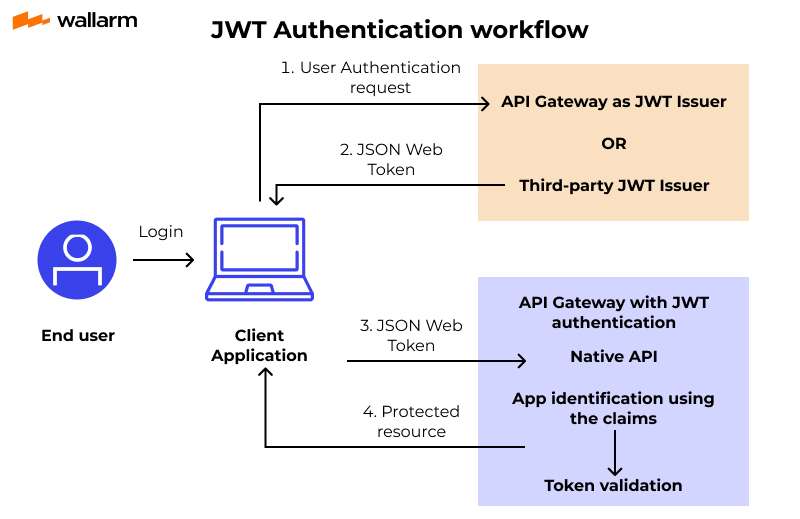 wallarm
JWT Authentication workflow
1. User Authentication
request
API Gateway as JWT Issuer
OR
2. JSON Web
Token
Third-party JWT Issuer
Login
End user
Client
Application
3. JSON Web
Token
API Gateway with JWT
authentication
Native API
App identification using
the claims
4. Protected
resource
Token validation